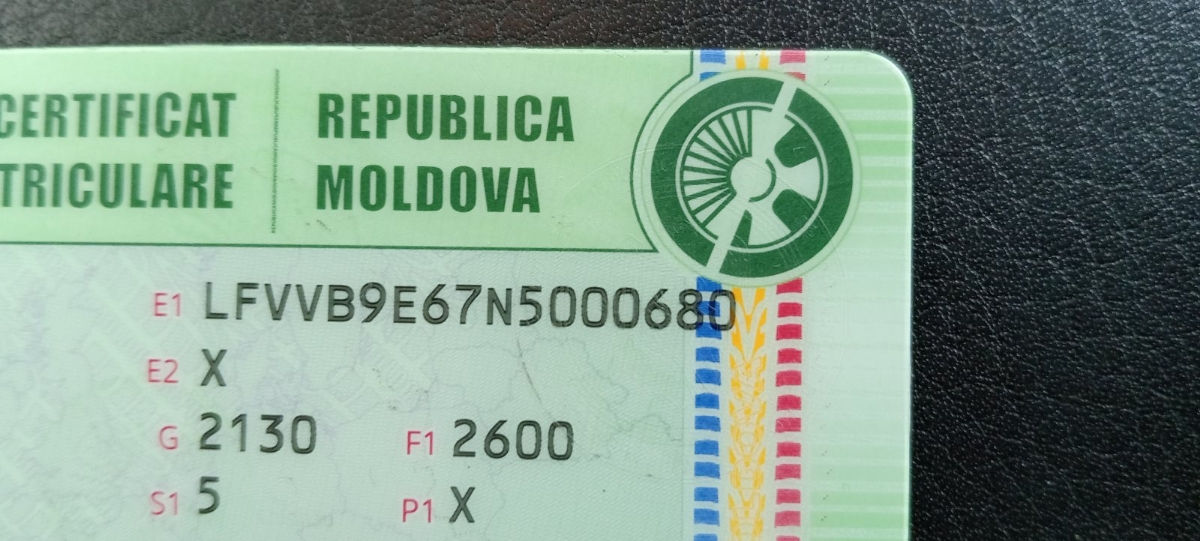 CERTIFICAT
TRICULARE
REPUBLICA
MOLDOVA
E1 LFVVB9E67N5000680
E2 X
G 2130 F1 2600
S1 5 P1 X